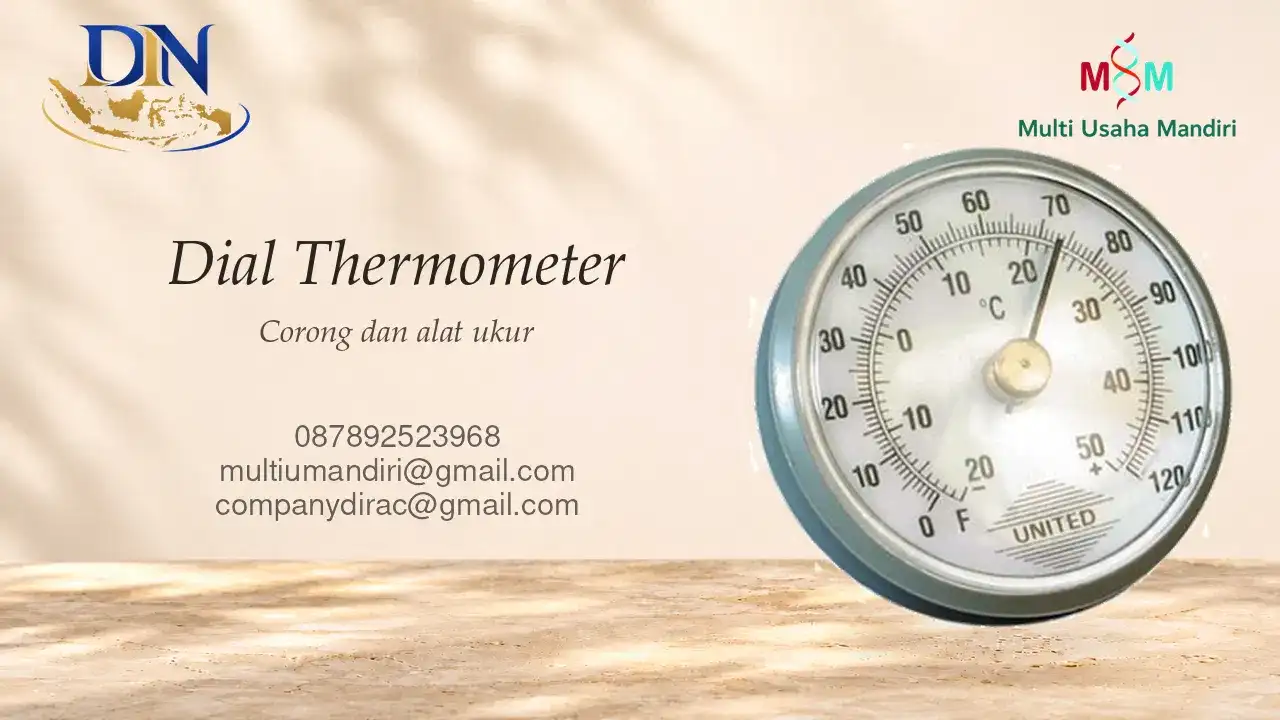 DIN
M M
Multi Usaha Mandiri
Dial Thermometer
Corong dan alat ukur
087892523968
multiumandiri@gmail.com
companydirac@gmail.com
0 10 20 30 40 50 60 70 80 90 100 110 120
F
20 10 0 10 20 30 40 50
°C
− +
UNITED